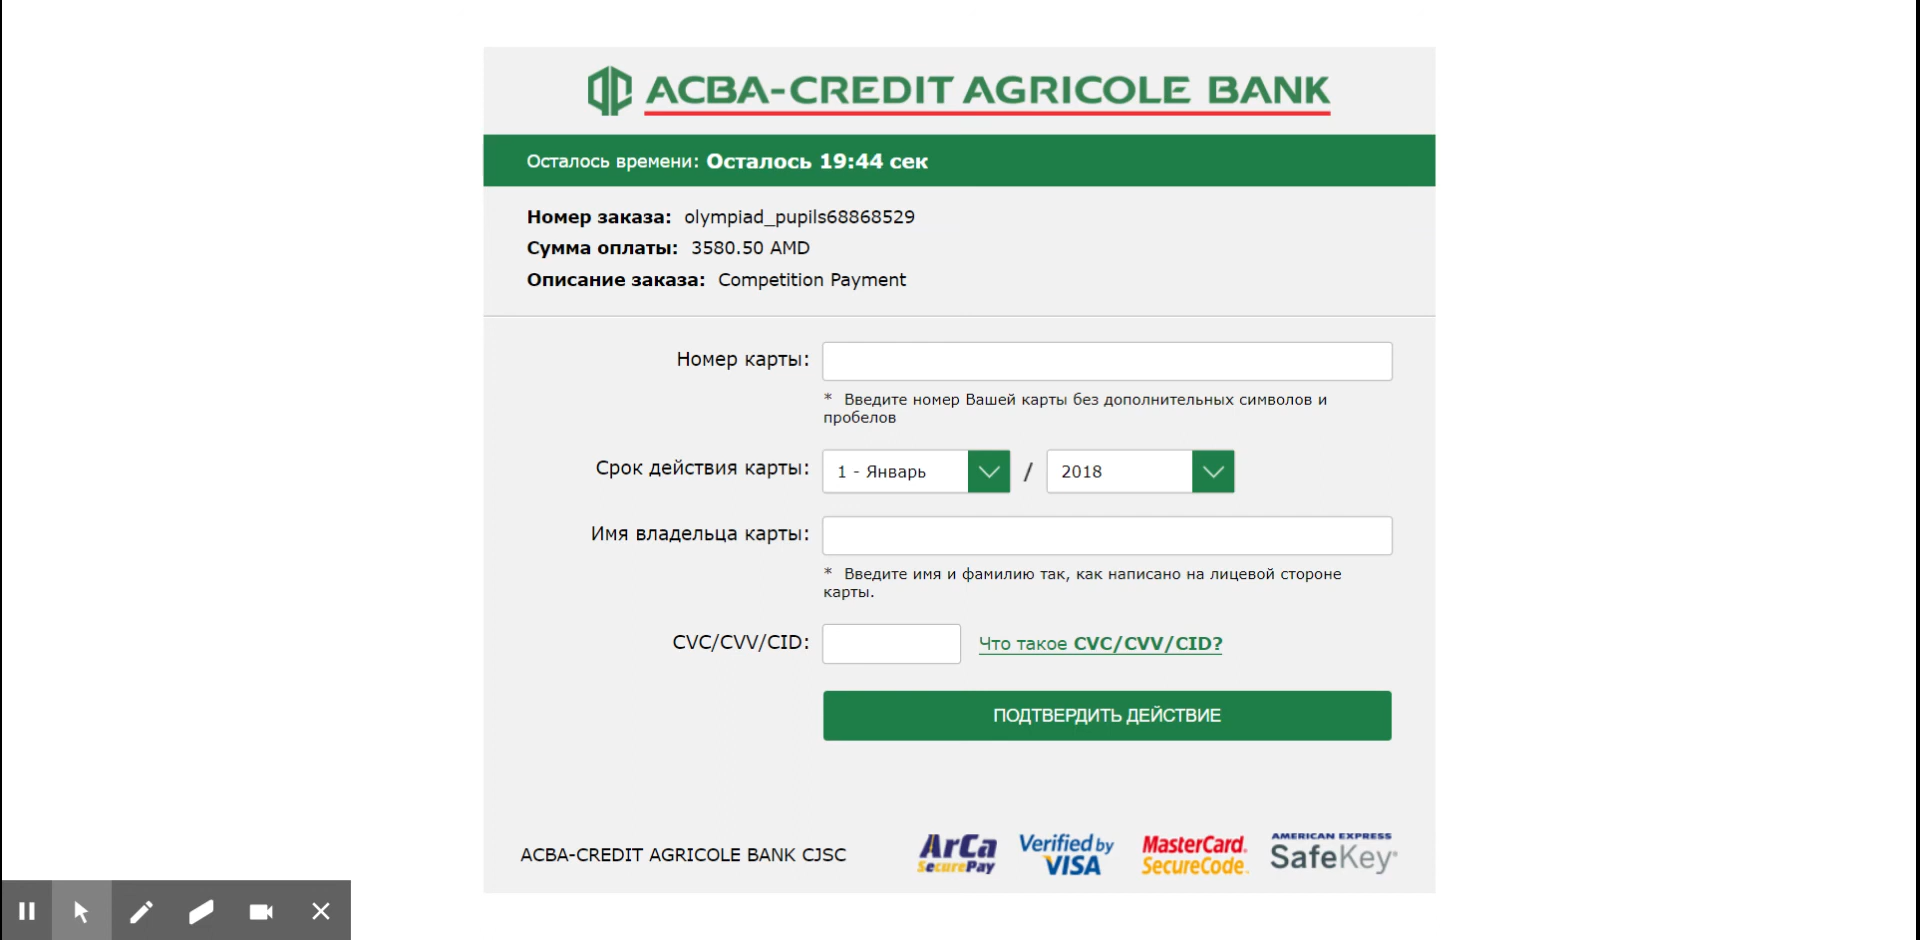 ACBA-CREDIT AGRICOLE BANK
Осталось времени: Осталось 19:44 сек
Номер заказа: olympiad_pupils68868529
Сумма оплаты: 3580.50 AMD
Описание заказа: Competition Payment
Номер карты:
* Введите номер Вашей карты без дополнительных символов и
пробелов
Срок действия карты: 1 - Январь / 2018
Имя владельца карты:
* Введите имя и фамилию так, как написано на лицевой стороне
карты.
CVC/CVV/CID: Что такое CVC/CVV/CID?
ПОДТВЕРДИТЬ ДЕЙСТВИЕ
ACBA-CREDIT AGRICOLE BANK CJSC
ArCa
SecurePay
Verified by
VISA
MasterCard.
SecureCode.
AMERICAN EXPRESS
SafeKey®